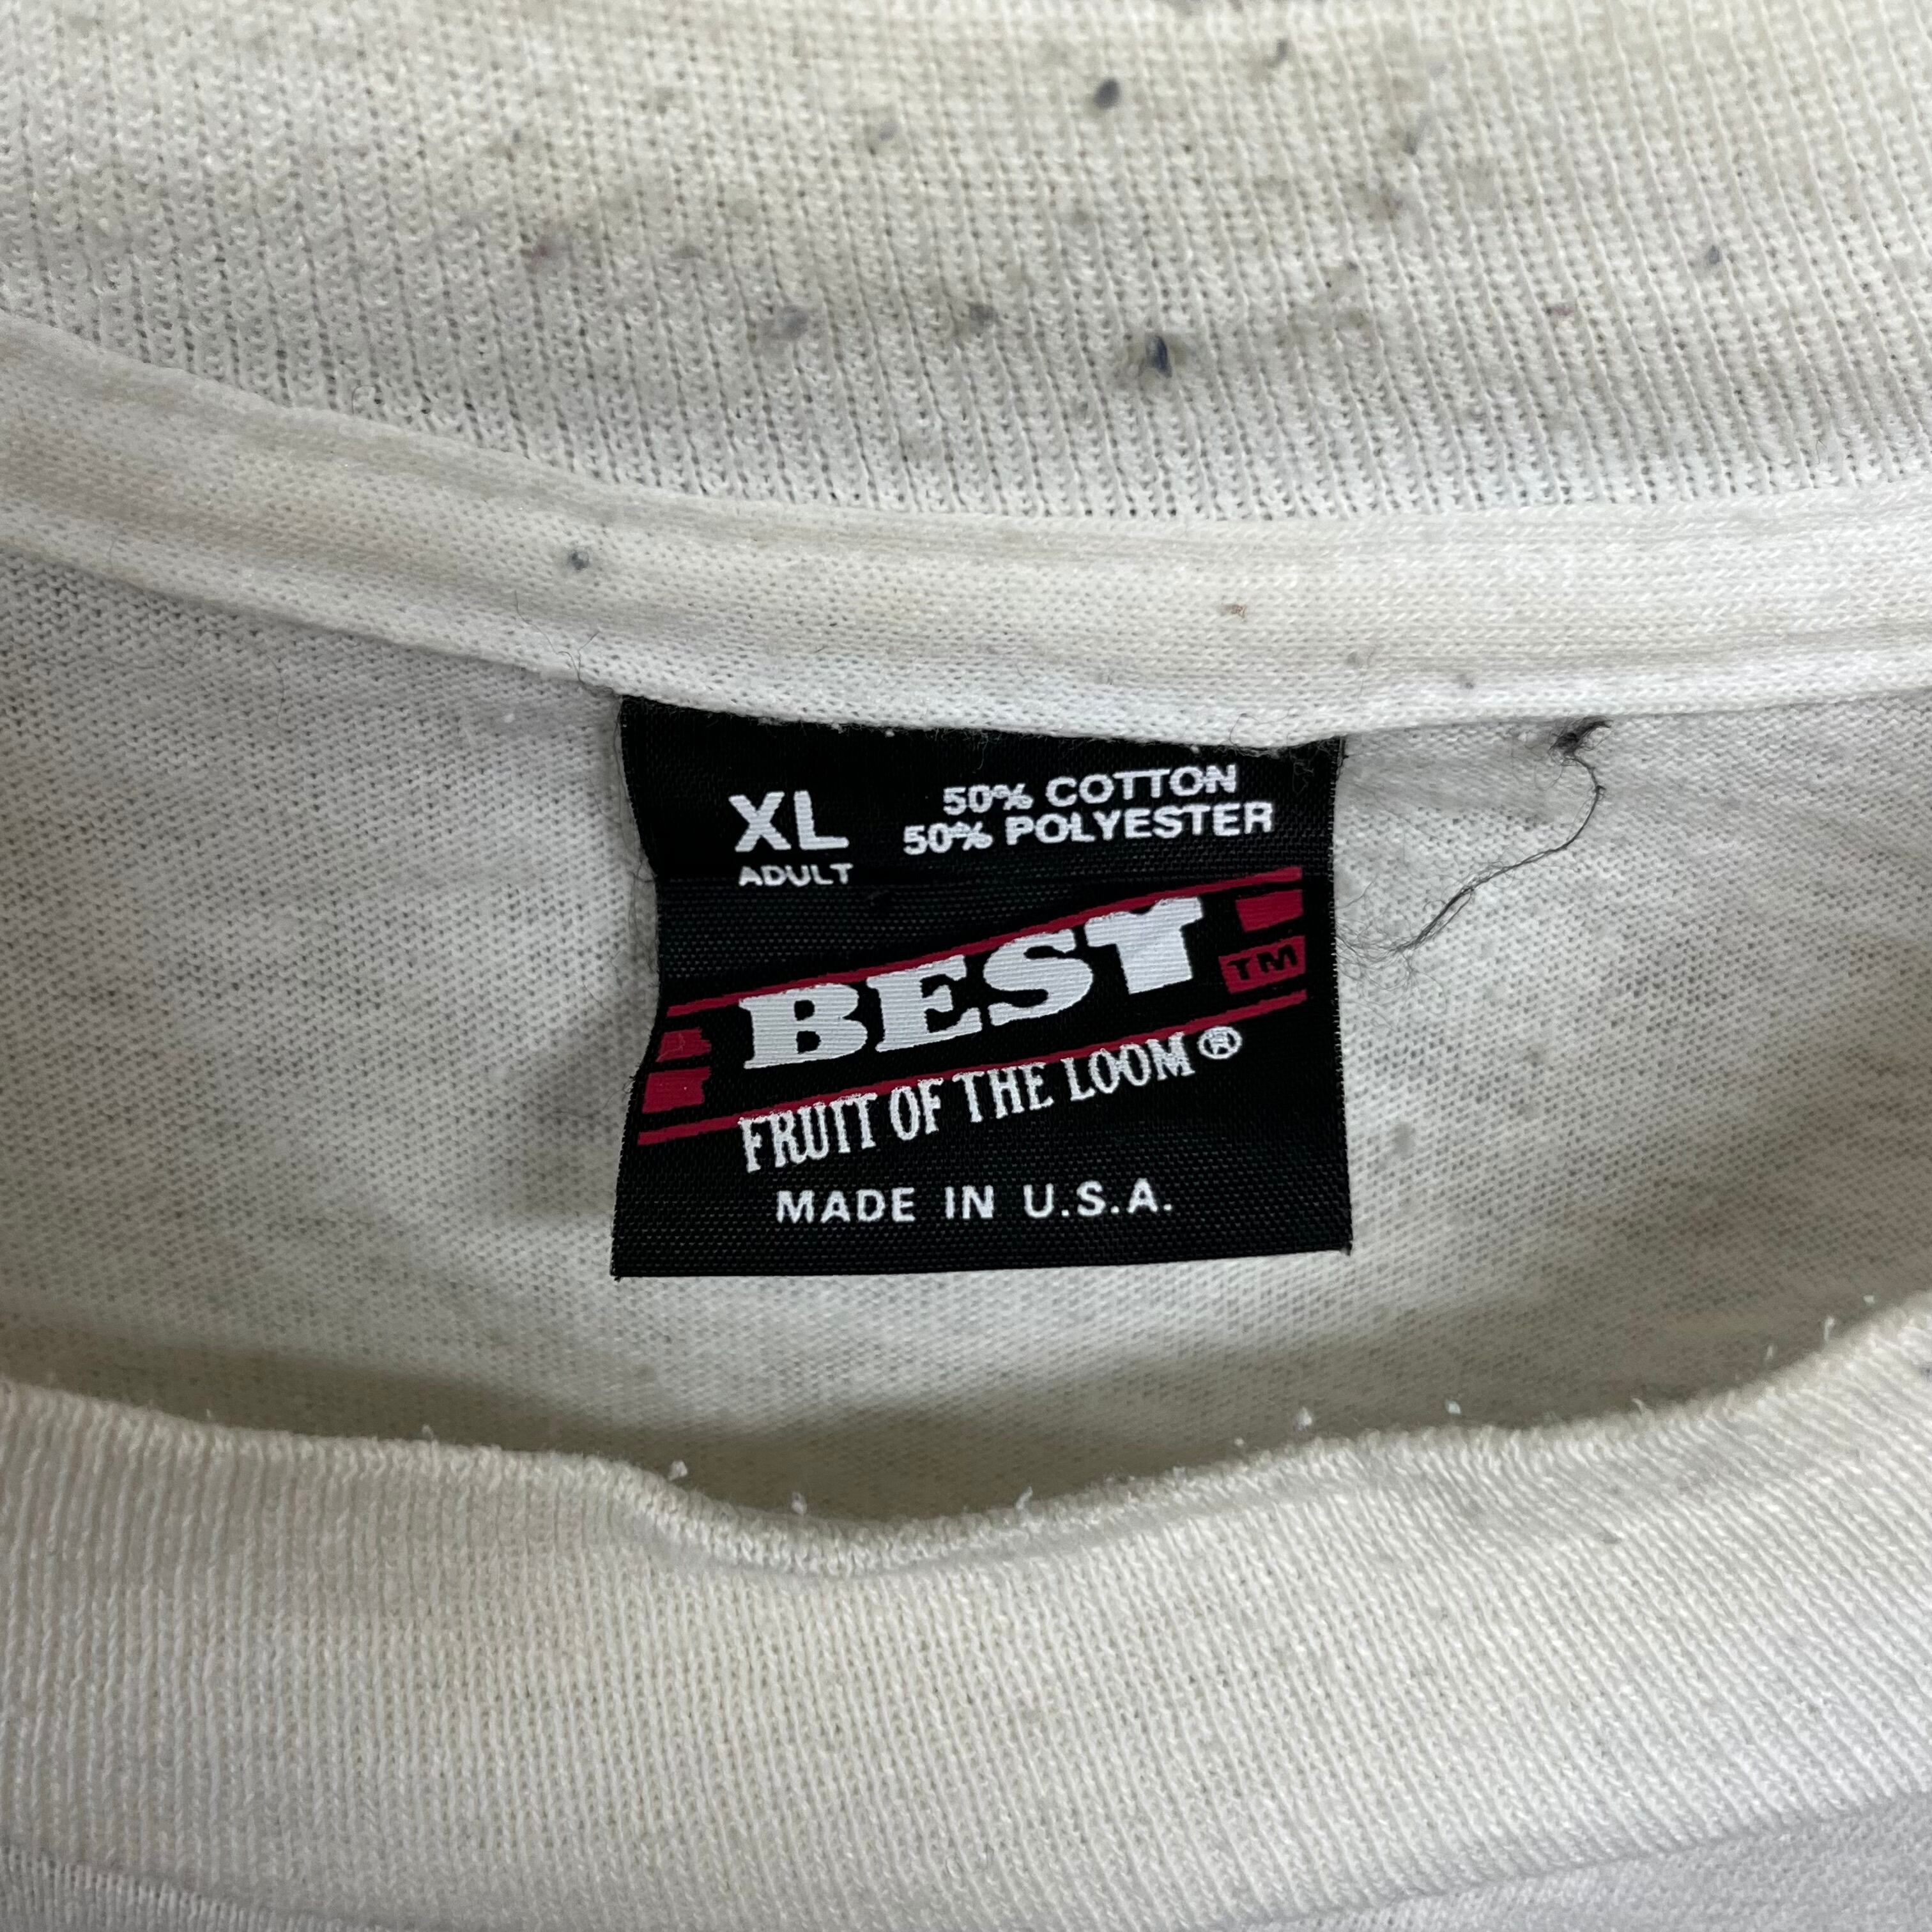 XL
ADULT
50% COTTON
50% POLYESTER
BEST TM
FRUIT OF THE LOOM®
MADE IN U.S.A.